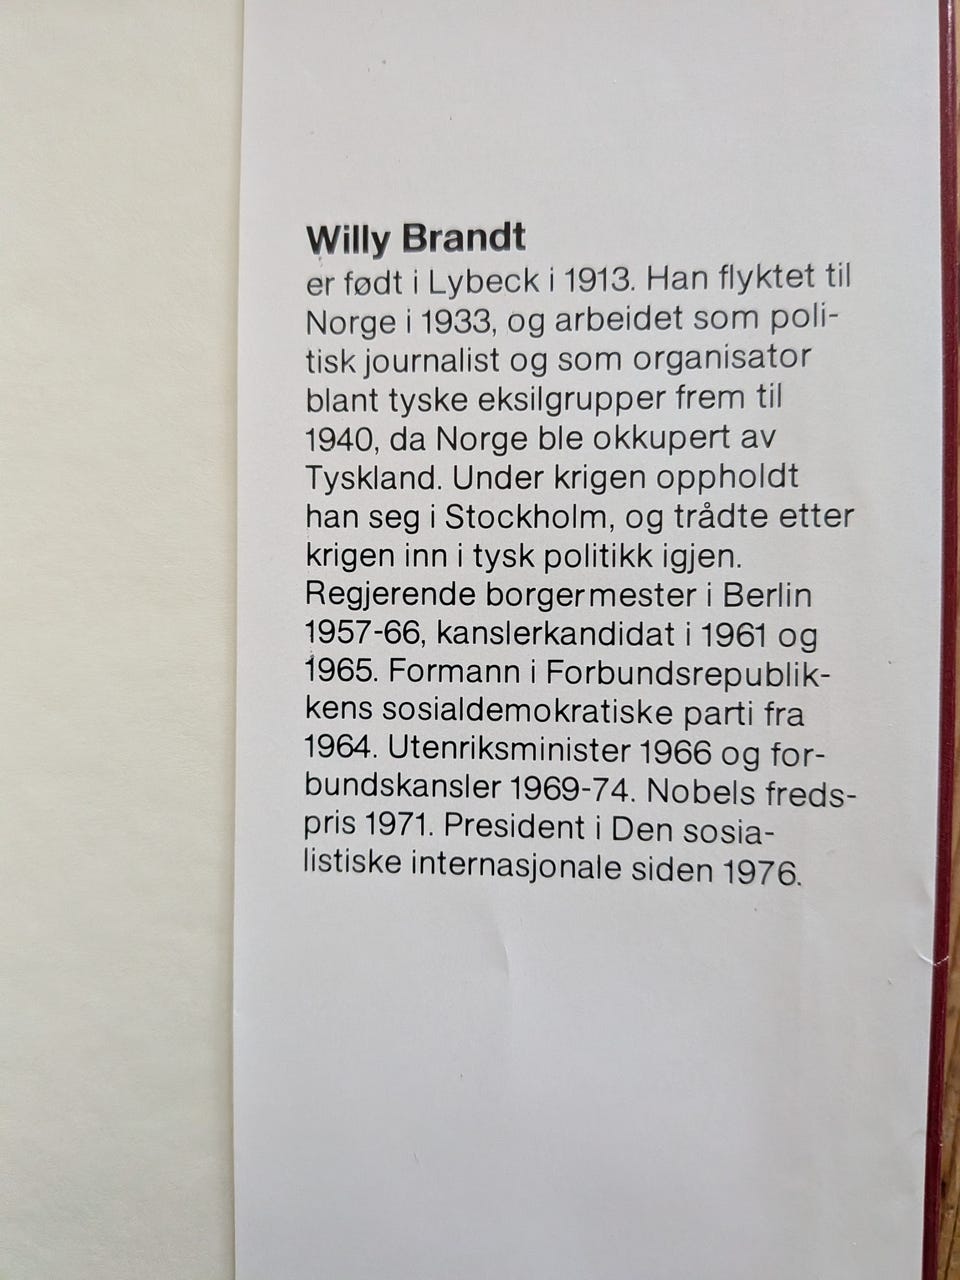 Willy Brandt
er født i Lybeck i 1913. Han flyktet til
Norge i 1933, og arbeidet som poli-
tisk journalist og som organisator
blant tyske eksilgrupper frem til
1940, da Norge ble okkupert av
Tyskland. Under krigen oppholdt
han seg i Stockholm, og trådte etter
krigen inn i tysk politikk igjen.
Regjerende borgermester i Berlin
1957-66, kanslerkandidat i 1961 og
1965. Formann i Forbundsrepublik-
kens sosialdemokratiske parti fra
1964. Utenriksminister 1966 og for-
bundskansler 1969-74. Nobels freds-
pris 1971. President i Den sosia-
listiske internasjonale siden 1976.